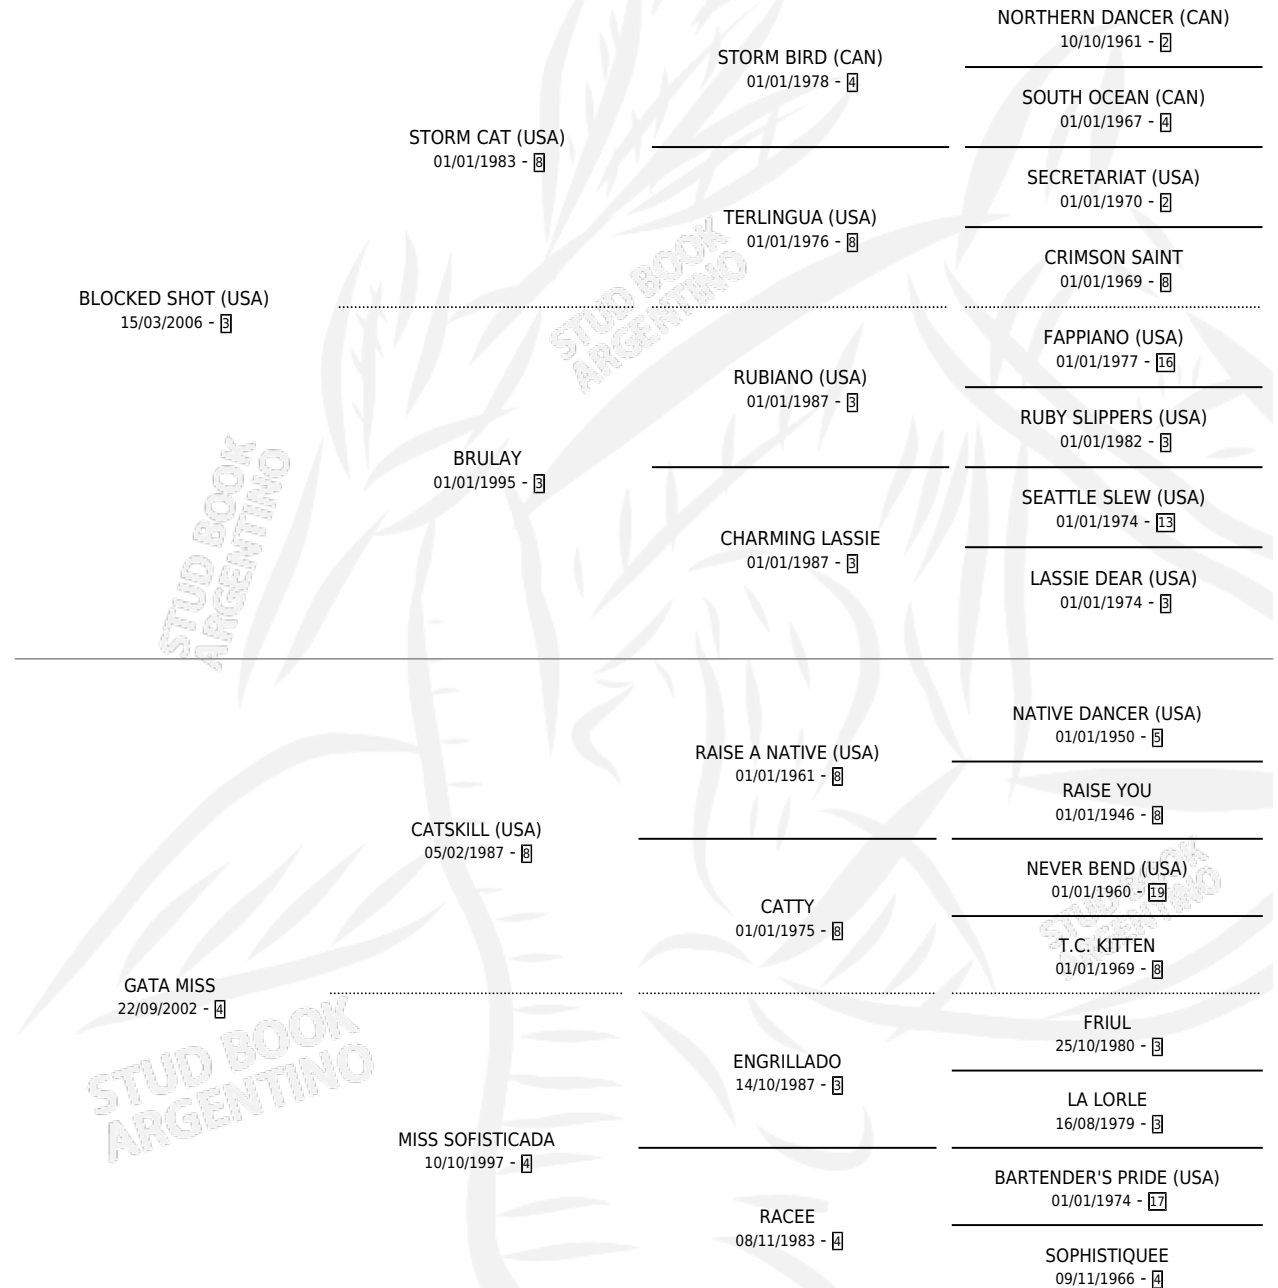 NORTHERN DANCER (CAN)
10/10/1961 - 2
STORM BIRD (CAN)
01/01/1978 - 4
SOUTH OCEAN (CAN)
01/01/1967 - 4
STORM CAT (USA)
01/01/1983 - 8
SECRETARIAT (USA)
01/01/1970 - 2
TERLINGUA (USA)
01/01/1976 - 8
CRIMSON SAINT
01/01/1969 - 8
BLOCKED SHOT (USA)
15/03/2006 - 3
FAPPIANO (USA)
01/01/1977 - 16
RUBIANO (USA)
01/01/1987 - 3
RUBY SLIPPERS (USA)
01/01/1982 - 3
BRULAY
01/01/1995 - 3
SEATTLE SLEW (USA)
01/01/1974 - 13
CHARMING LASSIE
01/01/1987 - 3
LASSIE DEAR (USA)
01/01/1974 - 3
STUD BOOK
ARGENTINO
STUD BOOK
ARGENTINO
NATIVE DANCER (USA)
01/01/1950 - 5
RAISE A NATIVE (USA)
01/01/1961 - 8
RAISE YOU
01/01/1946 - 8
CATSKILL (USA)
05/02/1987 - 8
NEVER BEND (USA)
01/01/1960 - 19
CATTY
01/01/1975 - 8
T.C. KITTEN
01/01/1969 - 8
STUD BOOK
ARGENTINO
GATA MISS
22/09/2002 - 4
FRIUL
25/10/1980 - 3
ENGRILLADO
14/10/1987 - 3
LA LORLE
16/08/1979 - 3
MISS SOFISTICADA
10/10/1997 - 4
BARTENDER'S PRIDE (USA)
01/01/1974 - 17
RACEE
08/11/1983 - 4
SOPHISTIQUEE
09/11/1966 - 4
STUD BOOK
ARGENTINO